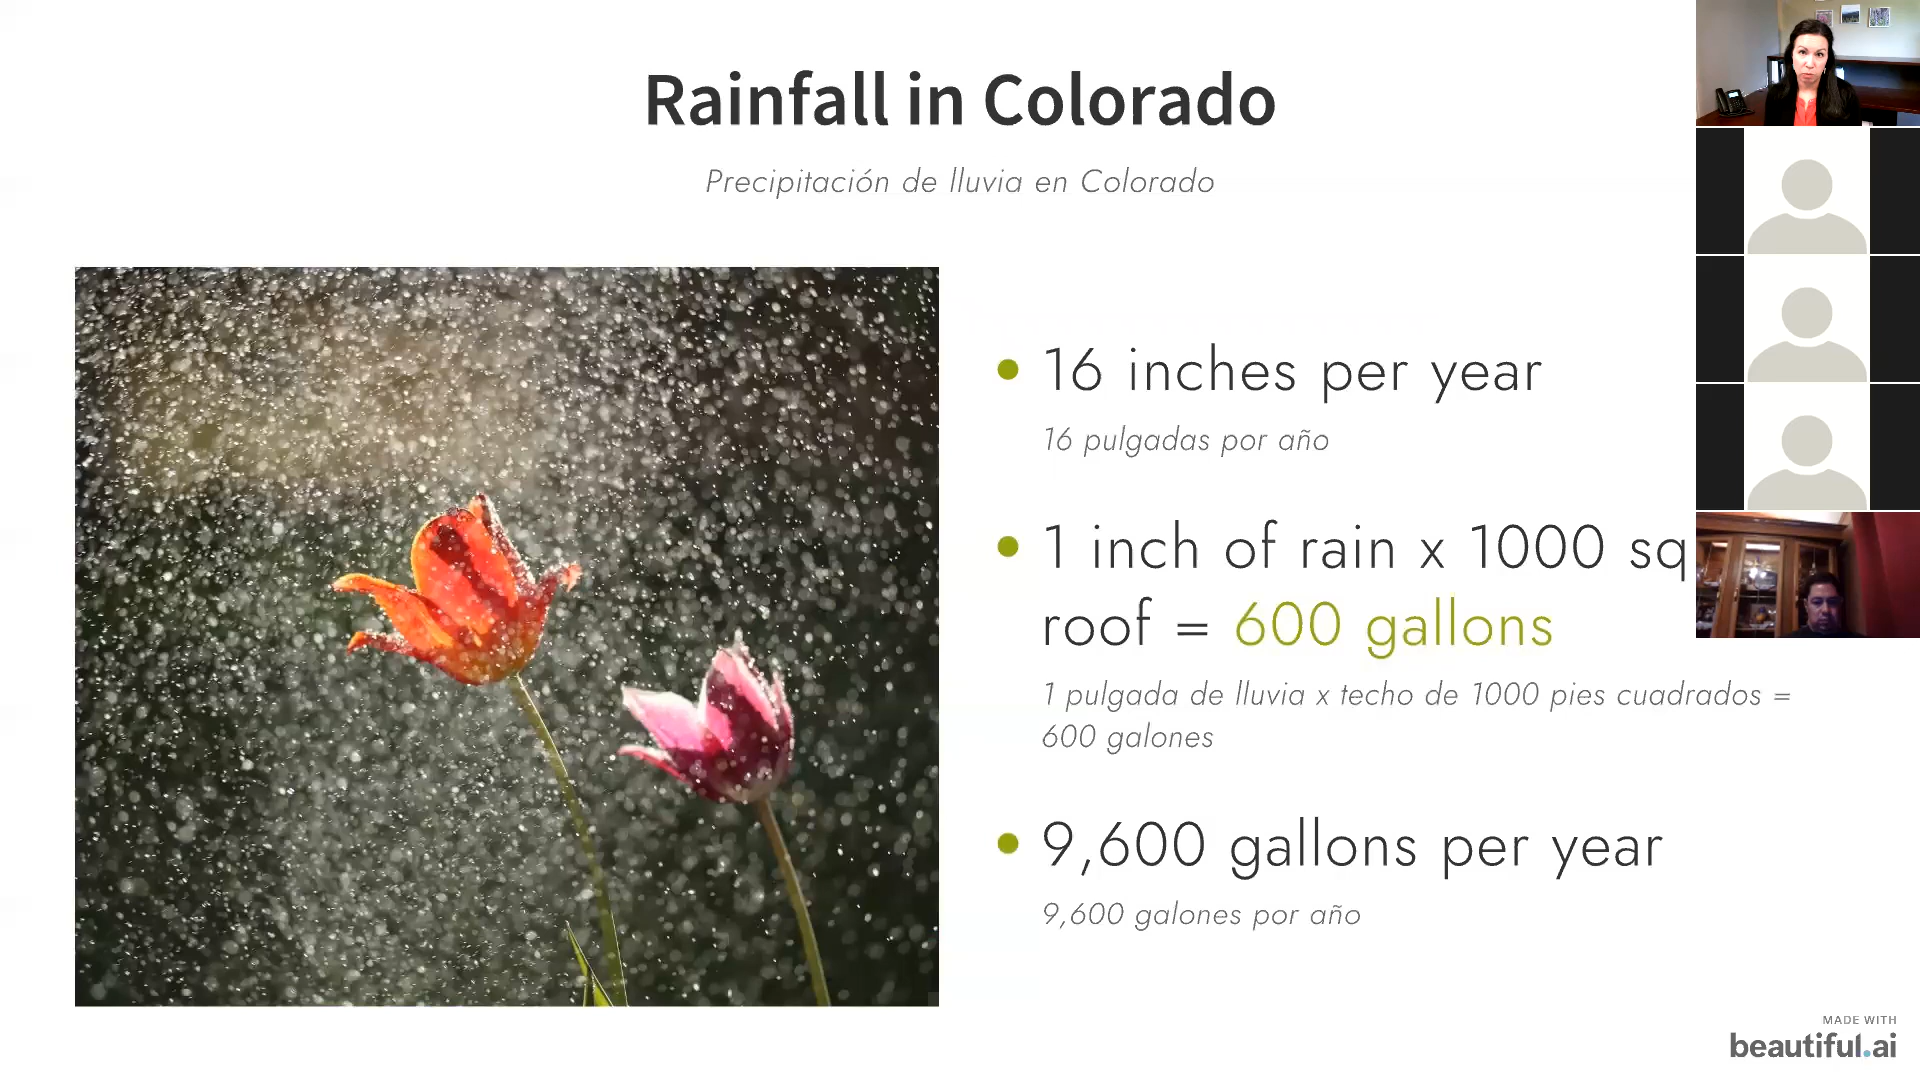 Rainfall in Colorado
Precipitación de lluvia en Colorado
16 inches per year
16 pulgadas por año
1 inch of rain x 1000 sq
roof = 600 gallons
1 pulgada de lluvia x techo de 1000 pies cuadrados =
600 galones
9,600 gallons per year
9,600 galones por año
MADE WITH
beautiful.ai